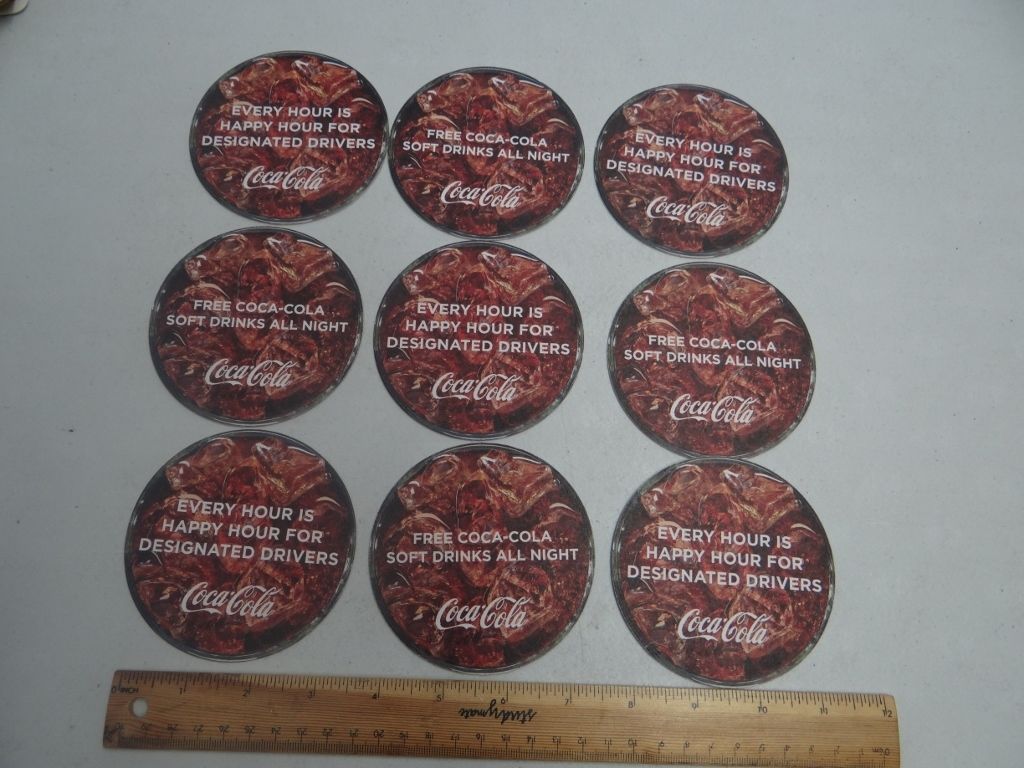 EVERY HOUR IS
HAPPY HOUR FOR
DESIGNATED DRIVERS
Coca-Cola
FREE COCA-COLA
SOFT DRINKS ALL NIGHT
Coca-Cola
EVERY HOUR IS
HAPPY HOUR FOR
DESIGNATED DRIVERS
Coca-Cola
FREE COCA-COLA
SOFT DRINKS ALL NIGHT
Coca-Cola
EVERY HOUR IS
HAPPY HOUR FOR
DESIGNATED DRIVERS
Coca-Cola
FREE COCA-COLA
SOFT DRINKS ALL NIGHT
Coca-Cola
EVERY HOUR IS
HAPPY HOUR FOR
DESIGNATED DRIVERS
Coca-Cola
FREE COCA-COLA
SOFT DRINKS ALL NIGHT
Coca-Cola
EVERY HOUR IS
HAPPY HOUR FOR
DESIGNATED DRIVERS
Coca-Cola
0 INCH 1 2 3 4 5 6 7 8 9 10 11 12
studymate